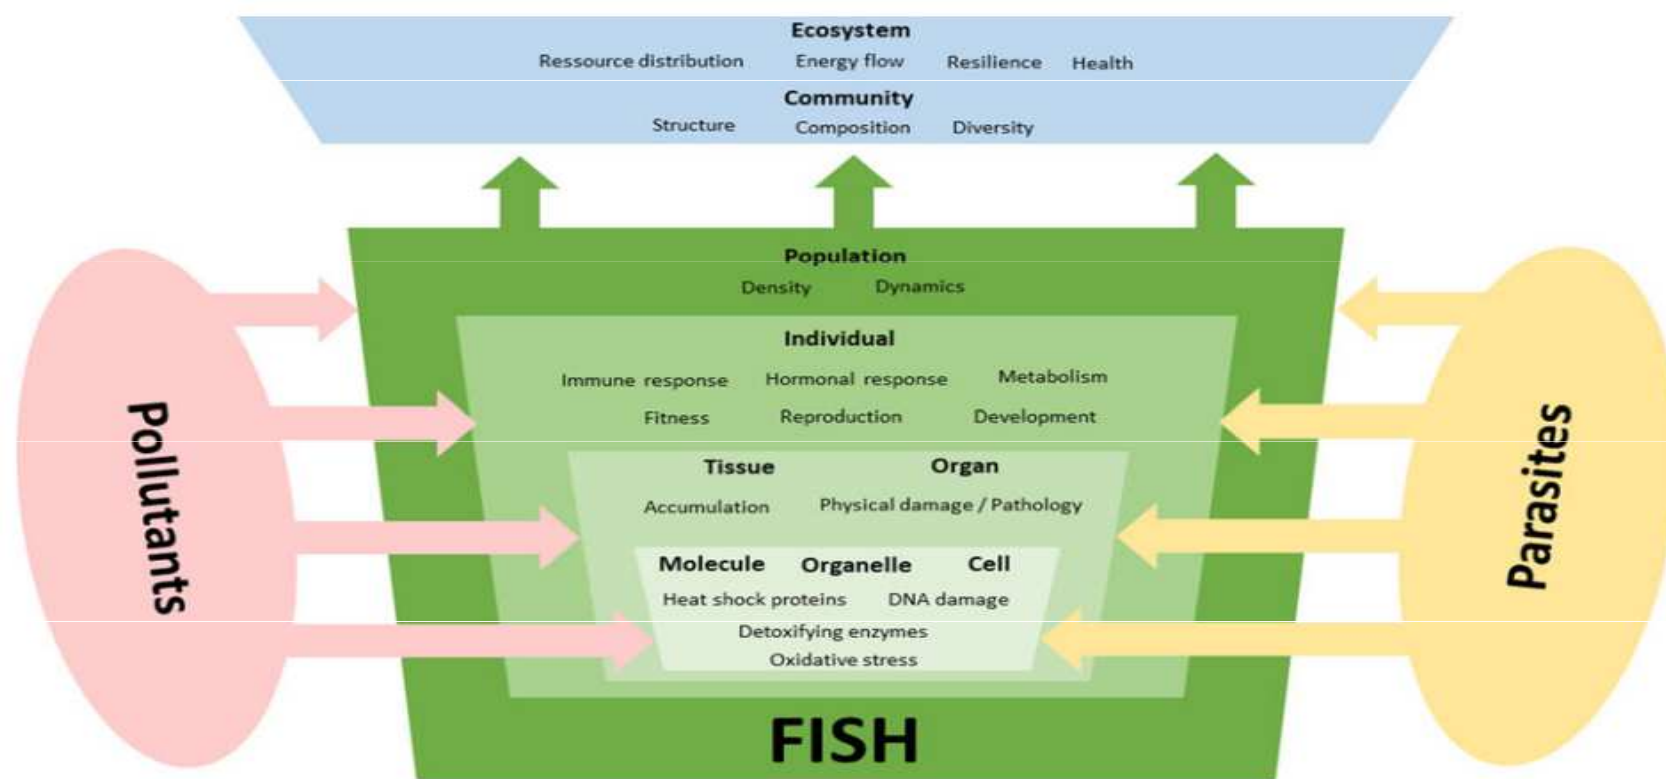 Ecosystem
Ressource distribution Energy flow Resilience Health
Community
Structure Composition Diversity
Population
Density Dynamics
Individual
Immune response Hormonal response Metabolism
Fitness Reproduction Development
Tissue Organ
Accumulation Physical damage / Pathology
Molecule Organelle Cell
Heat shock proteins DNA damage
Detoxifying enzymes
Oxidative stress
FISH
Pollutants
Parasites